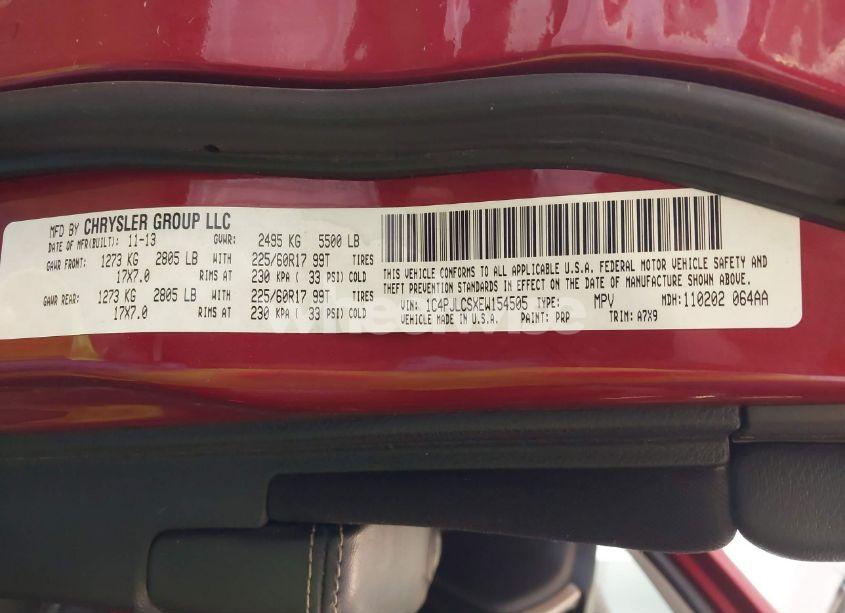 MFD BY CHRYSLER GROUP LLC
DATE OF MFR(BUILT): 11-13 GVWR: 2495 KG 5500 LB
GAWR FRONT: 1273 KG 2805 LB WITH 225/60R17 99T TIRES
17X7.0 RIMS AT 230 KPA ( 33 PSI) COLD
GAWR REAR: 1273 KG 2805 LB WITH 225/60R17 99T TIRES
17X7.0 RIMS AT 230 KPA ( 33 PSI) COLD
THIS VEHICLE CONFORMS TO ALL APPLICABLE U.S.A. FEDERAL MOTOR VEHICLE SAFETY AND
THEFT PREVENTION STANDARDS IN EFFECT ON THE DATE OF MANUFACTURE SHOWN ABOVE.
VIN: 1C4PJLCSXEW154505 TYPE: MPV MDH: 110202 064AA
VEHICLE MADE IN U.S.A. PAINT: PRP TRIM: A7X9
wheelwise